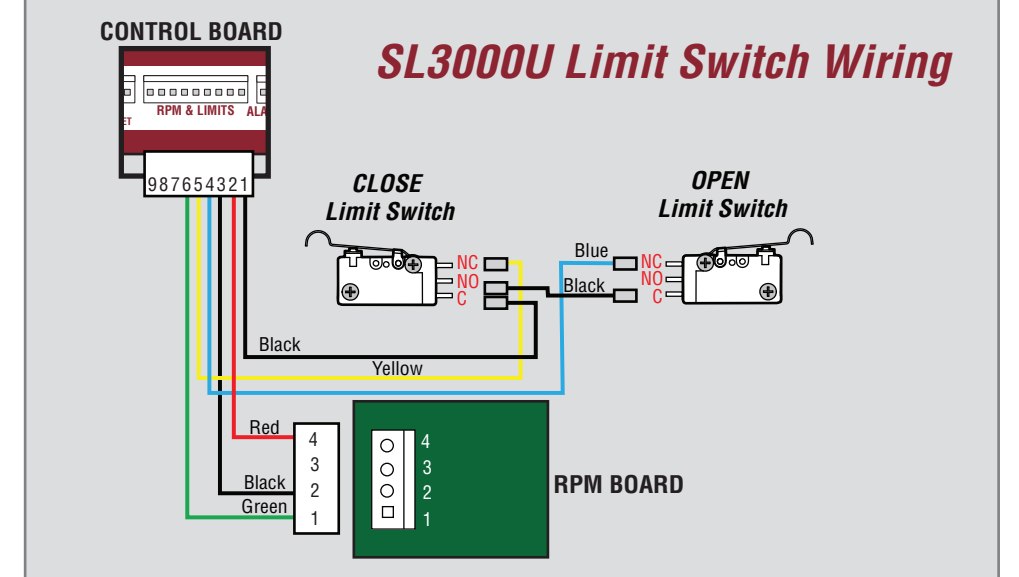 CONTROL BOARD
SL3000U Limit Switch Wiring
RPM & LIMITS
ET
ALA
987654321
CLOSE
Limit Switch
OPEN
Limit Switch
NC
NO
C
Blue
Black
NC
NO
C
Black
Yellow
Red
Black
Green
4
3
2
1
4
3
2
1
RPM BOARD